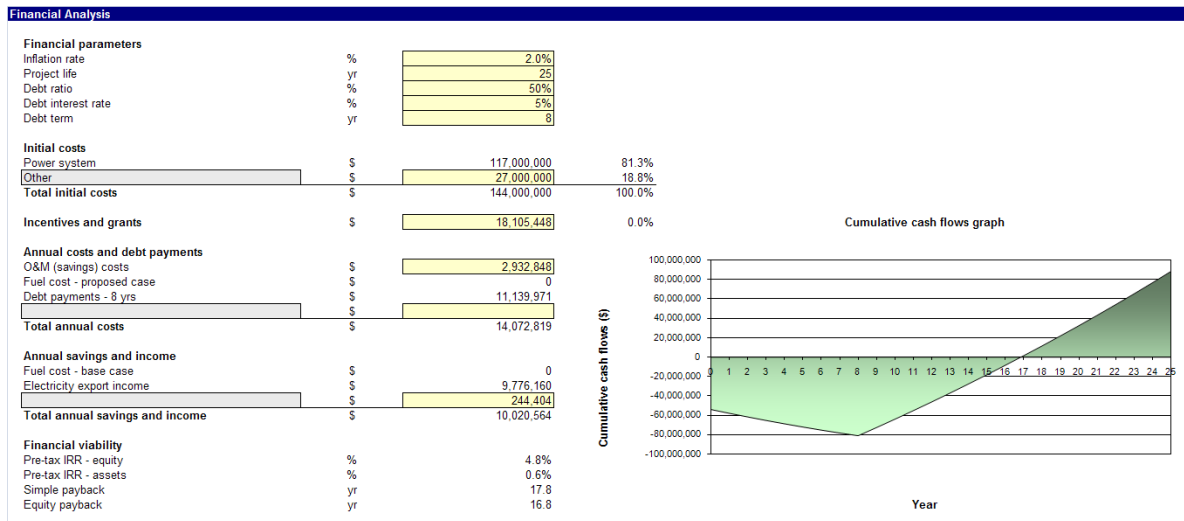 Financial Analysis
Financial parameters
Inflation rate % 2.0%
Project life yr 25
Debt ratio % 50%
Debt interest rate % 5%
Debt term yr 8
Initial costs
Power system $ 117,000,000 81.3%
Other $ 27,000,000 18.8%
Total initial costs $ 144,000,000 100.0%
Incentives and grants $ 18,105,448 0.0%
Annual costs and debt payments
O&M (savings) costs $ 2,932,848
Fuel cost - proposed case $ 0
Debt payments - 8 yrs $ 11,139,971
$
Total annual costs $ 14,072,819
Annual savings and income
Fuel cost - base case $ 0
Electricity export income $ 9,776,160
$ 244,404
Total annual savings and income $ 10,020,564
Financial viability
Pre-tax IRR - equity % 4.8%
Pre-tax IRR - assets % 0.6%
Simple payback yr 17.8
Equity payback yr 16.8
Cumulative cash flows graph
Cumulative cash flows ($)
100,000,000
80,000,000
60,000,000
40,000,000
20,000,000
0
0 1 2 3 4 5 6 7 8 9 10 11 12 13 14 15 16 17 18 19 20 21 22 23 24 25
-20,000,000
-40,000,000
-60,000,000
-80,000,000
-100,000,000
Year